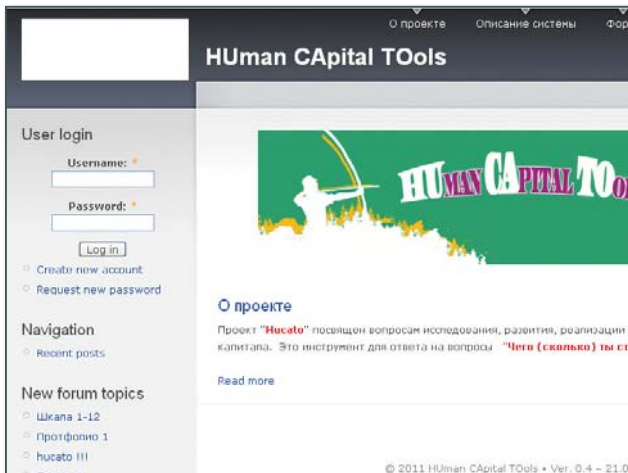 О проекте Описание системы Фор
HUman CApital TOols
User login
Username: *
Password: *
Log in
Create new account
Request new password
Navigation
Recent posts
New forum topics
Шкала 1-12
Протфолио 1
hucato !!!
HUMAN CAPITAL TOO
О проекте
Проект "Hucato" посвящен вопросам исследования, развития, реализации
капитала. Это инструмент для ответа на вопросы "Чего (сколько) ты ст
Read more
© 2011 HUman CApital TOols • Ver. 0.4 – 21.0